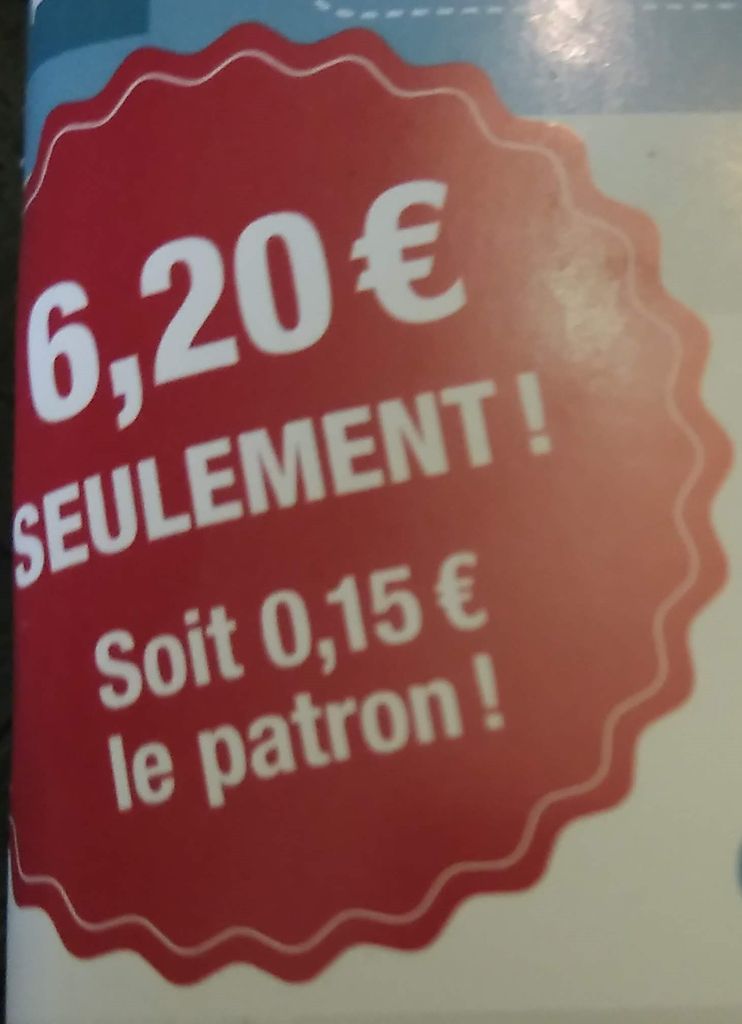 6,20 €
SEULEMENT !
Soit 0,15 €
le patron !